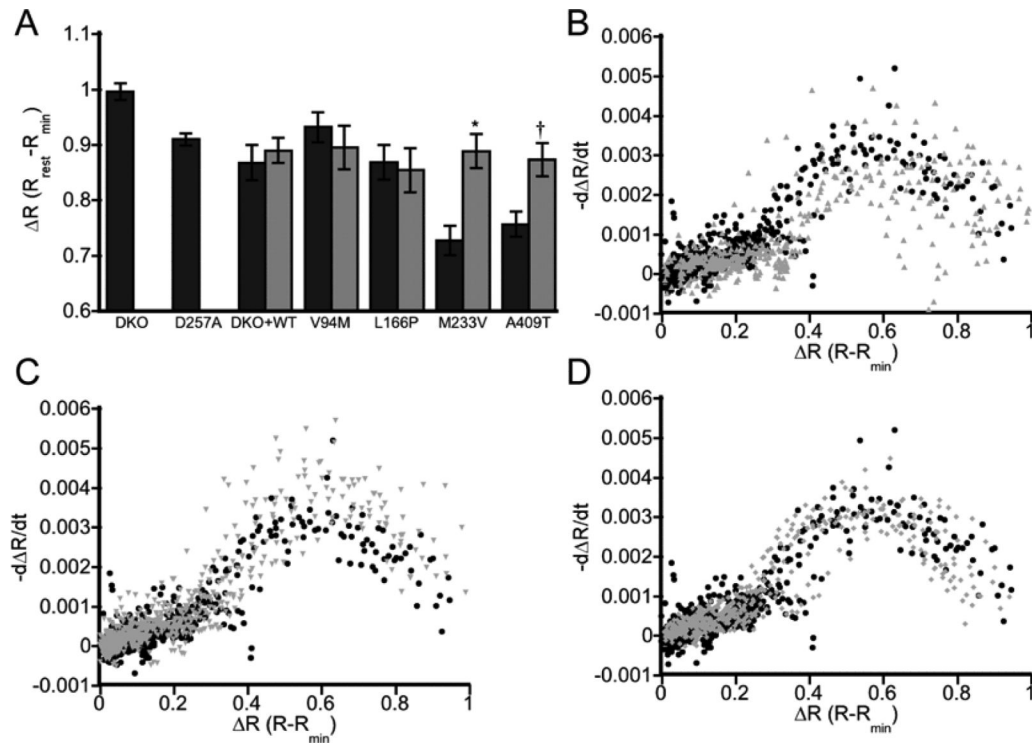 A
ΔR (Rrest-Rmin)
1
0.9
0.8
0.7
0.6
*
†
DKO D257A DKO+WT V94M L166P M233V A409T
B
-dΔR/dt
0.006
0.005
0.004
0.003
0.002
0.001
0
-0.001
0 0.2 0.4 0.6 0.8 1
ΔR (R-Rmin)
C
-dΔR/dt
0.006
0.005
0.004
0.003
0.002
0.001
0
-0.001
0 0.2 0.4 0.6 0.8 1
ΔR (R-Rmin)
D
-dΔR/dt
0.006
0.005
0.004
0.003
0.002
0.001
0
-0.001
0 0.2 0.4 0.6 0.8 1
ΔR (R-Rmin)